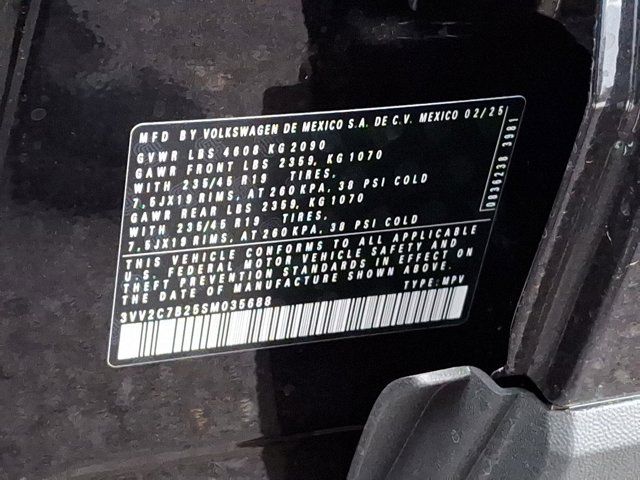 MFD BY VOLKSWAGEN DE MEXICO S.A. DE C.V. MEXICO 02/25
GVWR LBS 4608 KG 2090
GAWR FRONT LBS 2359, KG 1070
WITH 235/45 R19 TIRES.
7.5JX19 RIMS, AT 260 KPA, 38 PSI COLD
GAWR REAR LBS 2359, KG 1070
WITH 235/45 R19 TIRES.
7.5JX19 RIMS, AT 260 KPA, 38 PSI COLD
THIS VEHICLE CONFORMS TO ALL APPLICABLE
U.S. FEDERAL MOTOR VEHICLE SAFETY AND
THEFT PREVENTION STANDARDS IN EFFECT ON
THE DATE OF MANUFACTURE SHOWN ABOVE.
TYPE: MPV
3981